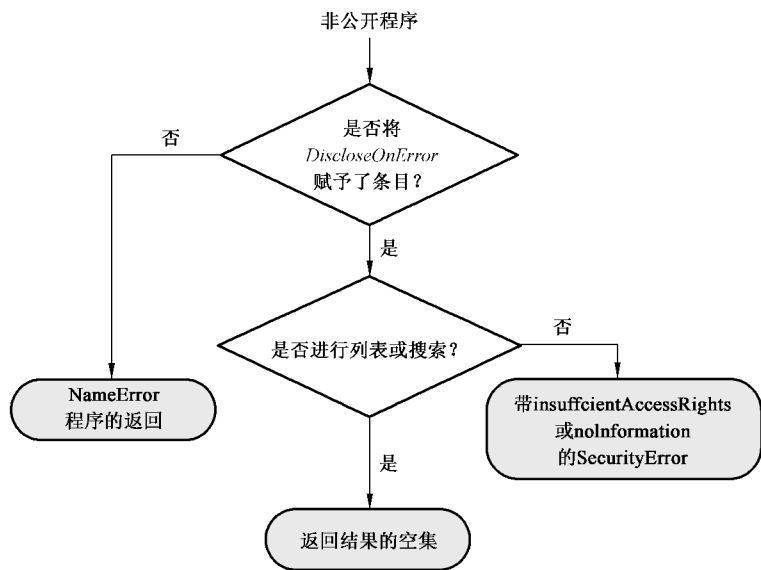 非公开程序
否
是否将
DiscloseOnError
赋予了条目？
是
是否进行列表或搜索？
否
NameError
程序的返回
带insuffcientAccessRights
或noInformation
的SecurityError
是
返回结果的空集